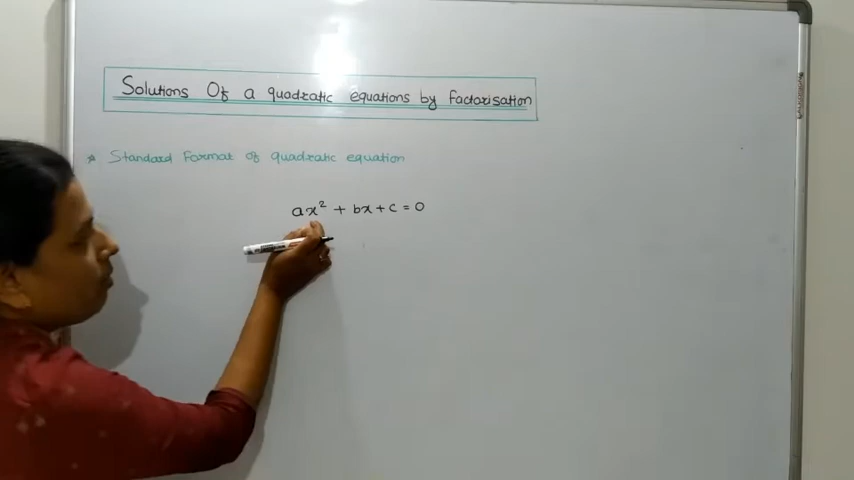 Solutions Of a quadratic equations by factorisation
* Standard Format of quadratic equation
ax² + bx + c = 0